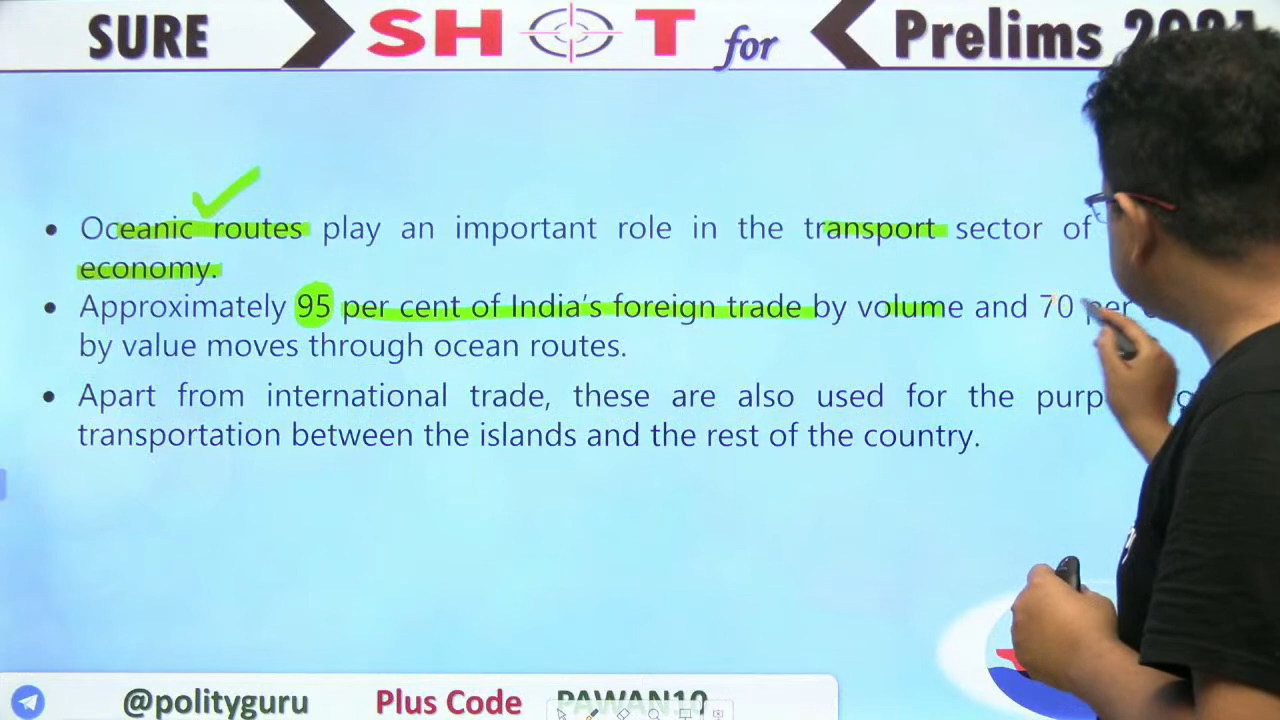 SURE SHOT for Prelims 2021
• Oceanic routes play an important role in the transport sector of
economy.
• Approximately 95 per cent of India's foreign trade by volume and 70 per
by value moves through ocean routes.
• Apart from international trade, these are also used for the
transportation between the islands and the rest of the country.
@polityguru Plus Code PAWAN10